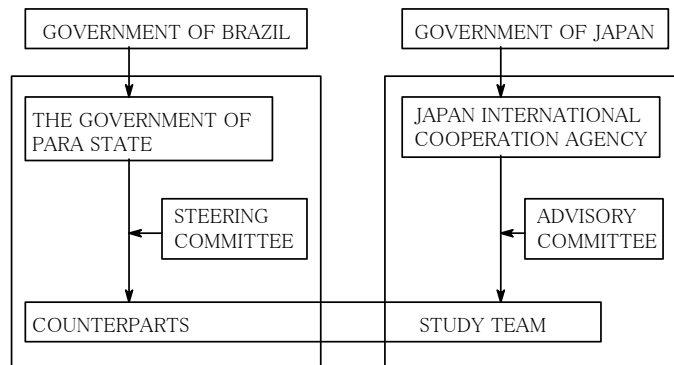 GOVERNMENT OF BRAZIL
GOVERNMENT OF JAPAN
THE GOVERNMENT OF
PARA STATE
JAPAN INTERNATIONAL
COOPERATION AGENCY
STEERING
COMMITTEE
ADVISORY
COMMITTEE
COUNTERPARTS
STUDY TEAM